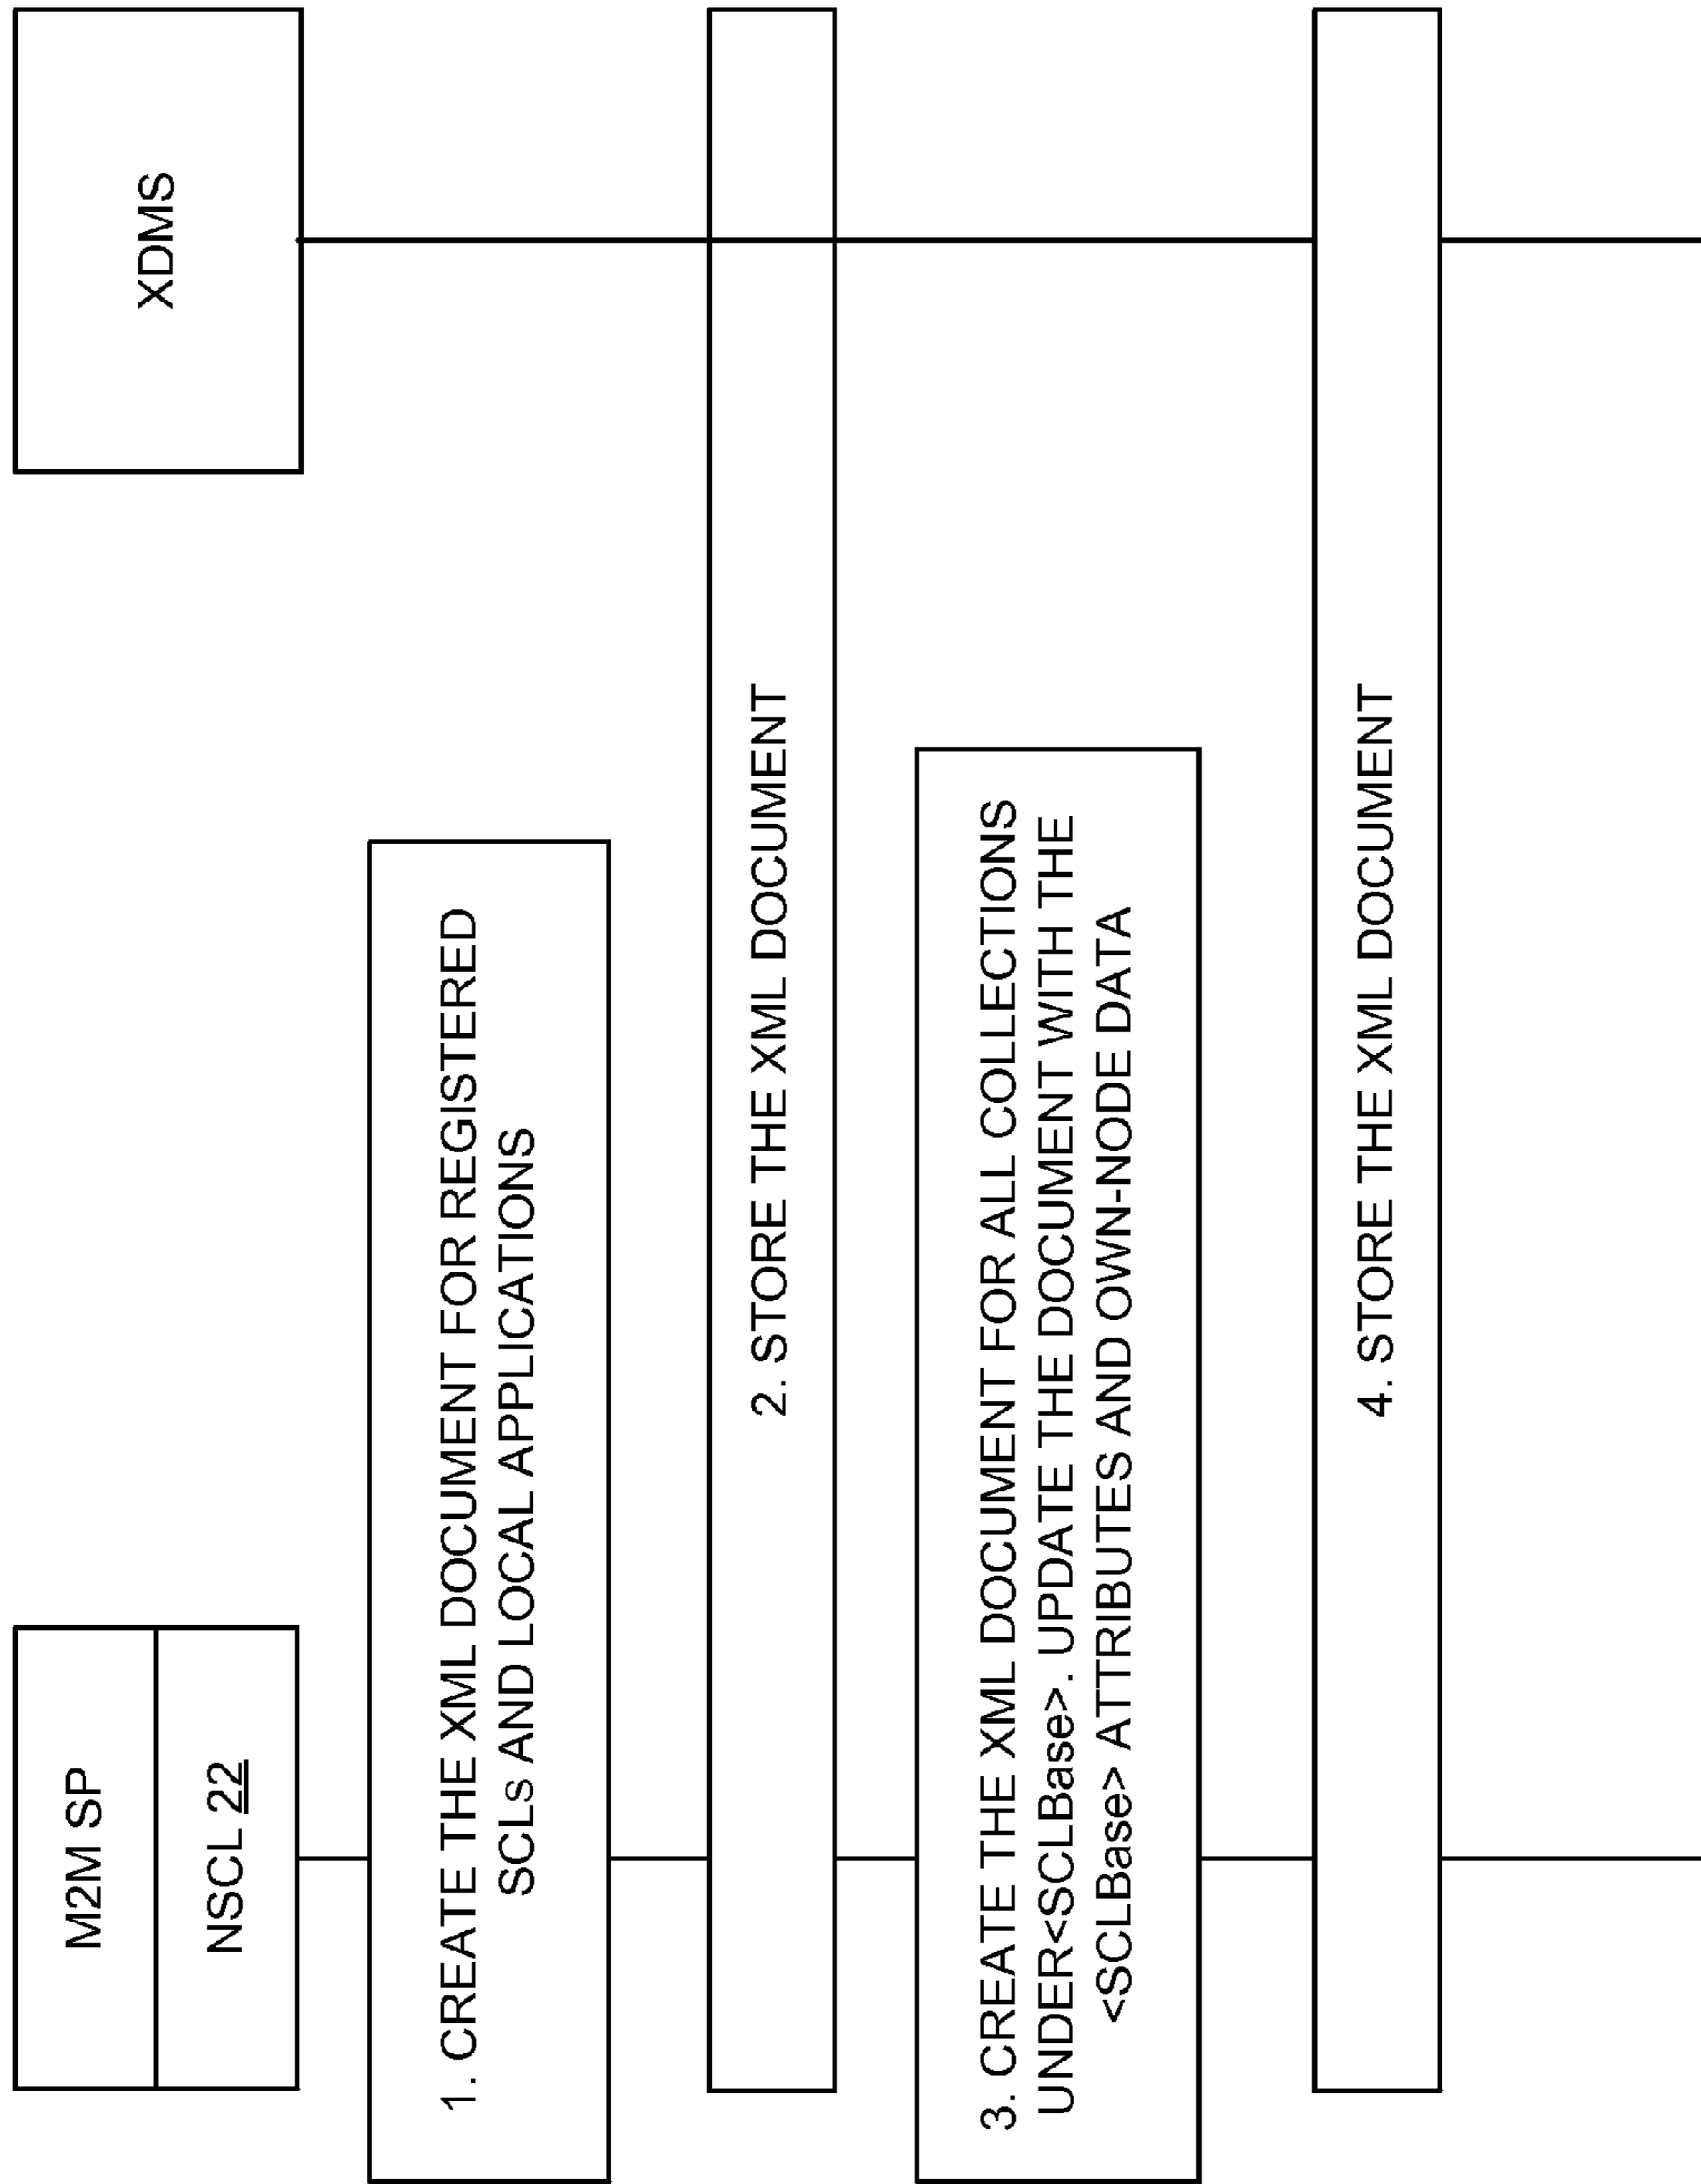 M2M SP
NSCL 22
XDMS
1. CREATE THE XML DOCUMENT FOR REGISTERED
SCLs AND LOCAL APPLICATIONS
2. STORE THE XML DOCUMENT
3. CREATE THE XML DOCUMENT FOR ALL COLLECTIONS
UNDER<SCLBase>. UPDATE THE DOCUMENT WITH THE
<SCLBase> ATTRIBUTES AND OWN-NODE DATA
4. STORE THE XML DOCUMENT